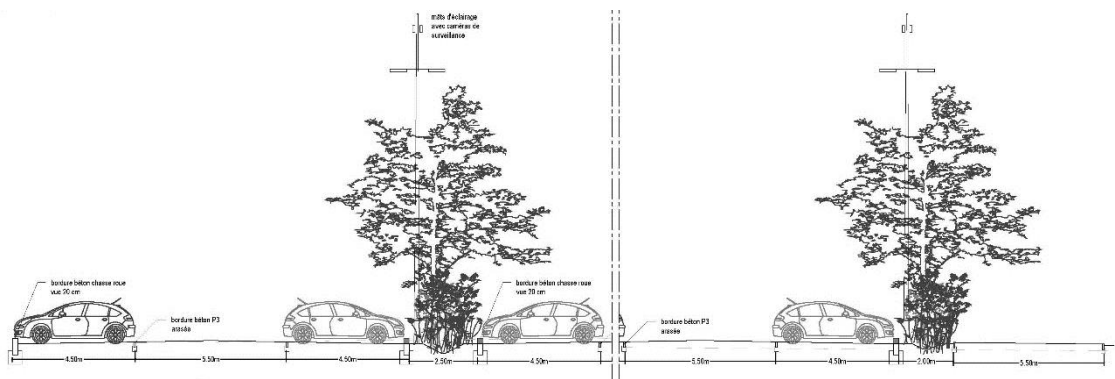 mâts d'éclairage
avec caméras de
surveillance
bordure béton chasse roue
vue 20 cm
bordure béton P3
arasée
bordure béton chasse roue
vue 20 cm
bordure béton P3
arasée
4.50m
5.50m
4.50m
2.50m
4.50m
5.50m
4.50m
2.00m
5.50m